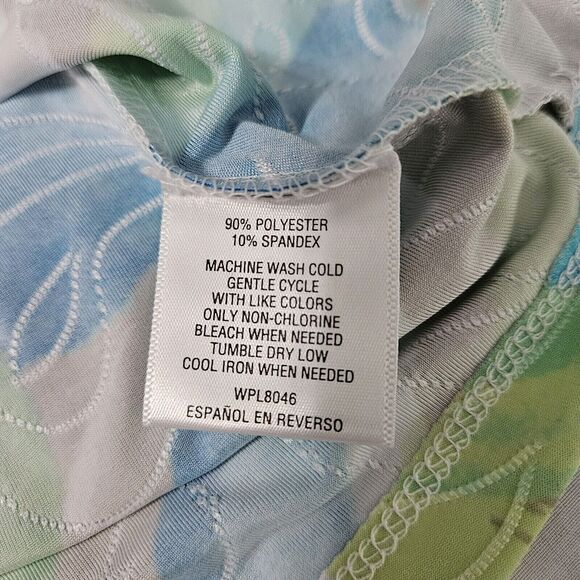 90% POLYESTER
10% SPANDEX
MACHINE WASH COLD
GENTLE CYCLE
WITH LIKE COLORS
ONLY NON-CHLORINE
BLEACH WHEN NEEDED
TUMBLE DRY LOW
COOL IRON WHEN NEEDED
WPL8046
ESPAÑOL EN REVERSO